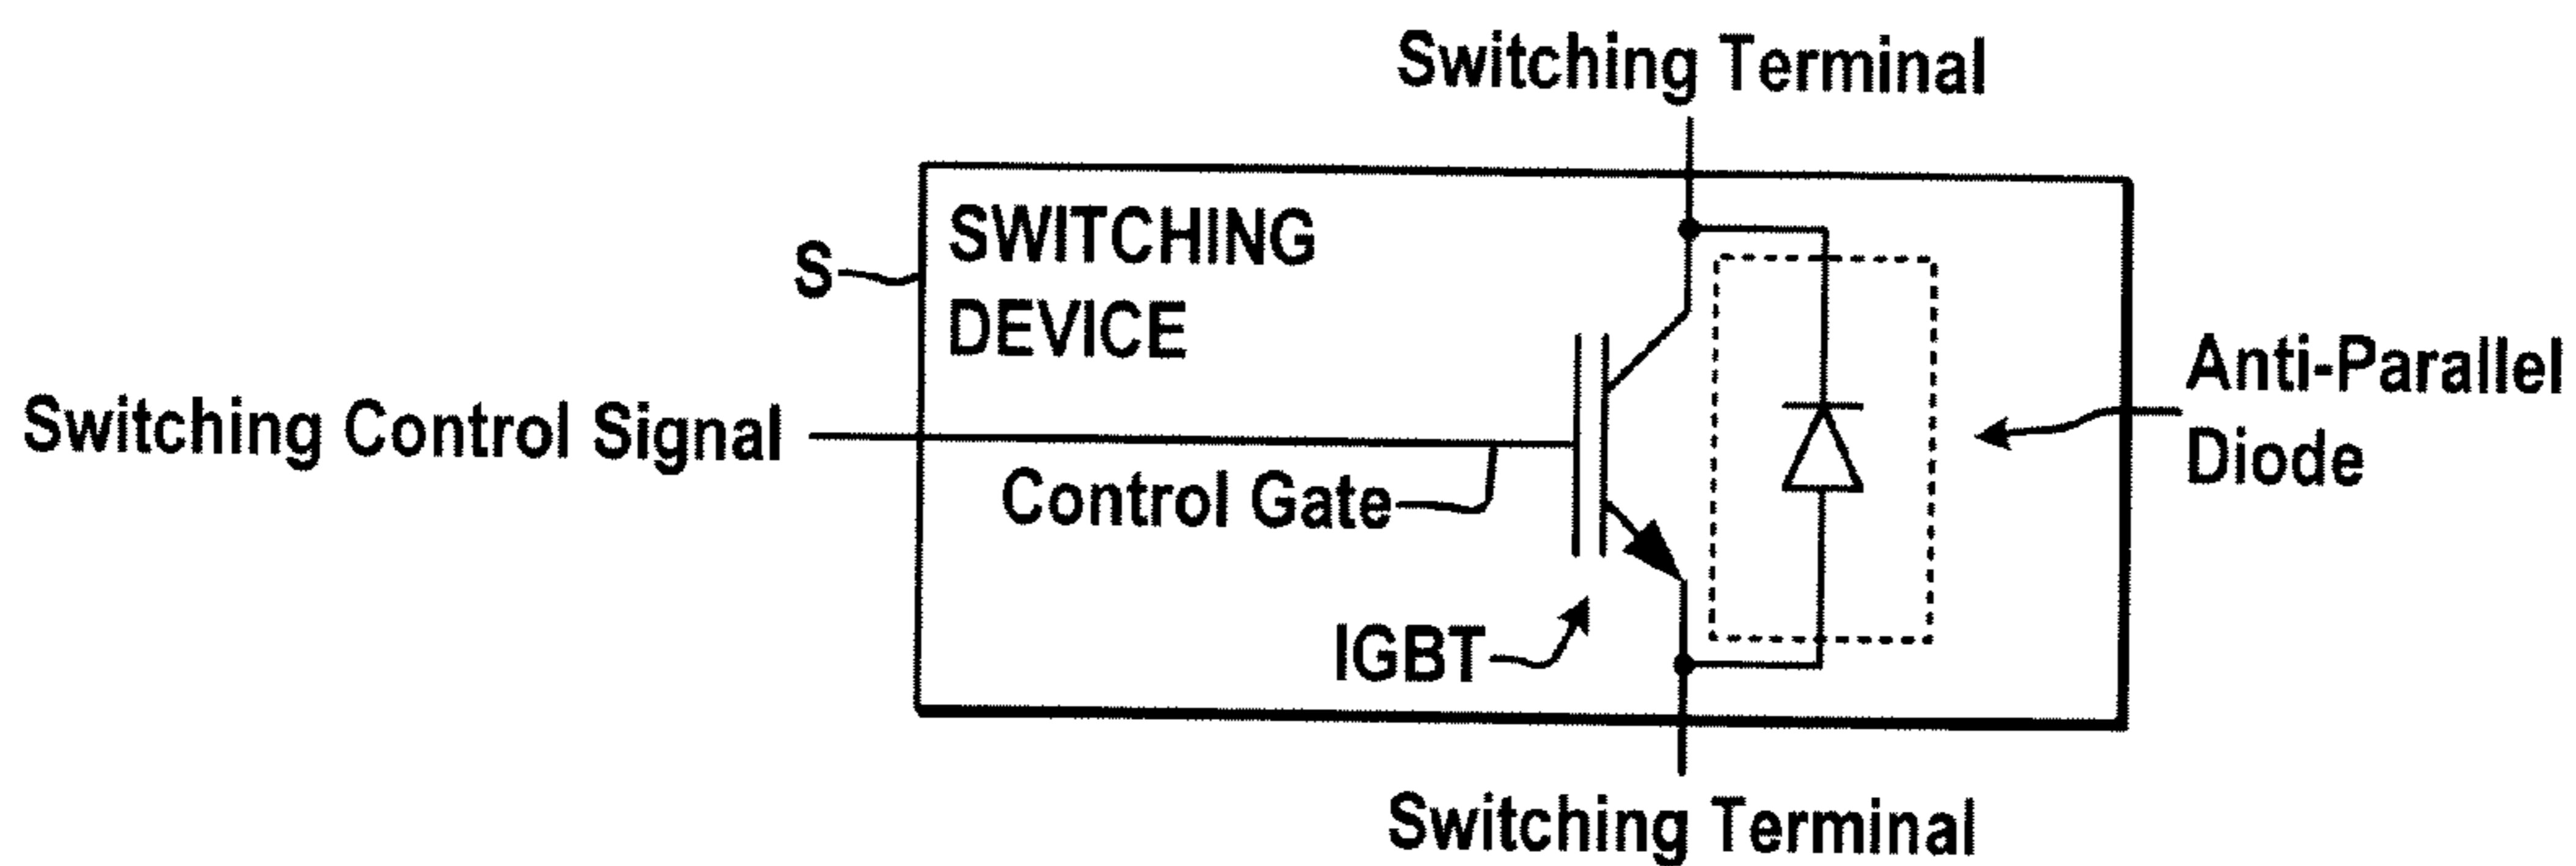 Switching Terminal
SWITCHING
DEVICE
S
Switching Control Signal
Control Gate
Anti-Parallel
Diode
IGBT
Switching Terminal